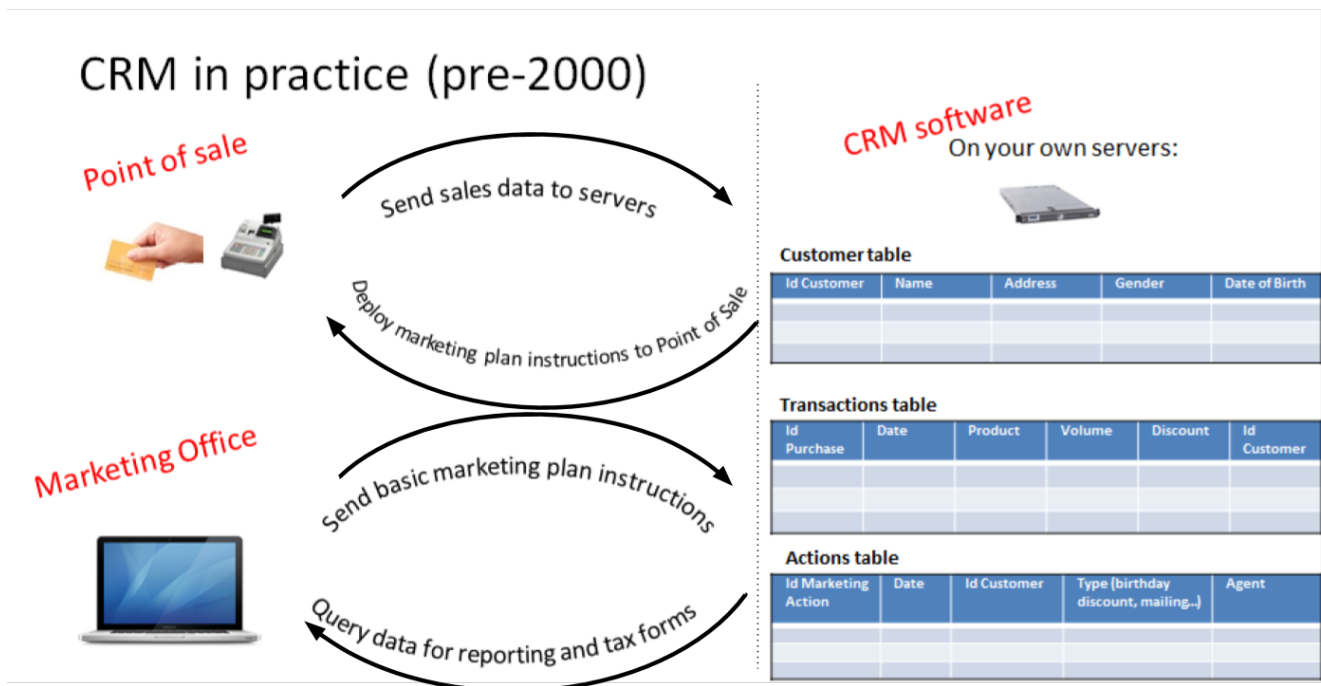 CRM in practice (pre-2000)
Point of sale
Send sales data to servers
Deploy marketing plan instructions to Point of Sale
Marketing Office
Send basic marketing plan instructions
Query data for reporting and tax forms
CRM software
On your own servers:
Customer table
Id Customer Name Address Gender Date of Birth
Transactions table
Id Date Product Volume Discount Id
Purchase Customer
Actions table
Id Marketing Date Id Customer Type (birthday Agent
Action discount, mailing...)